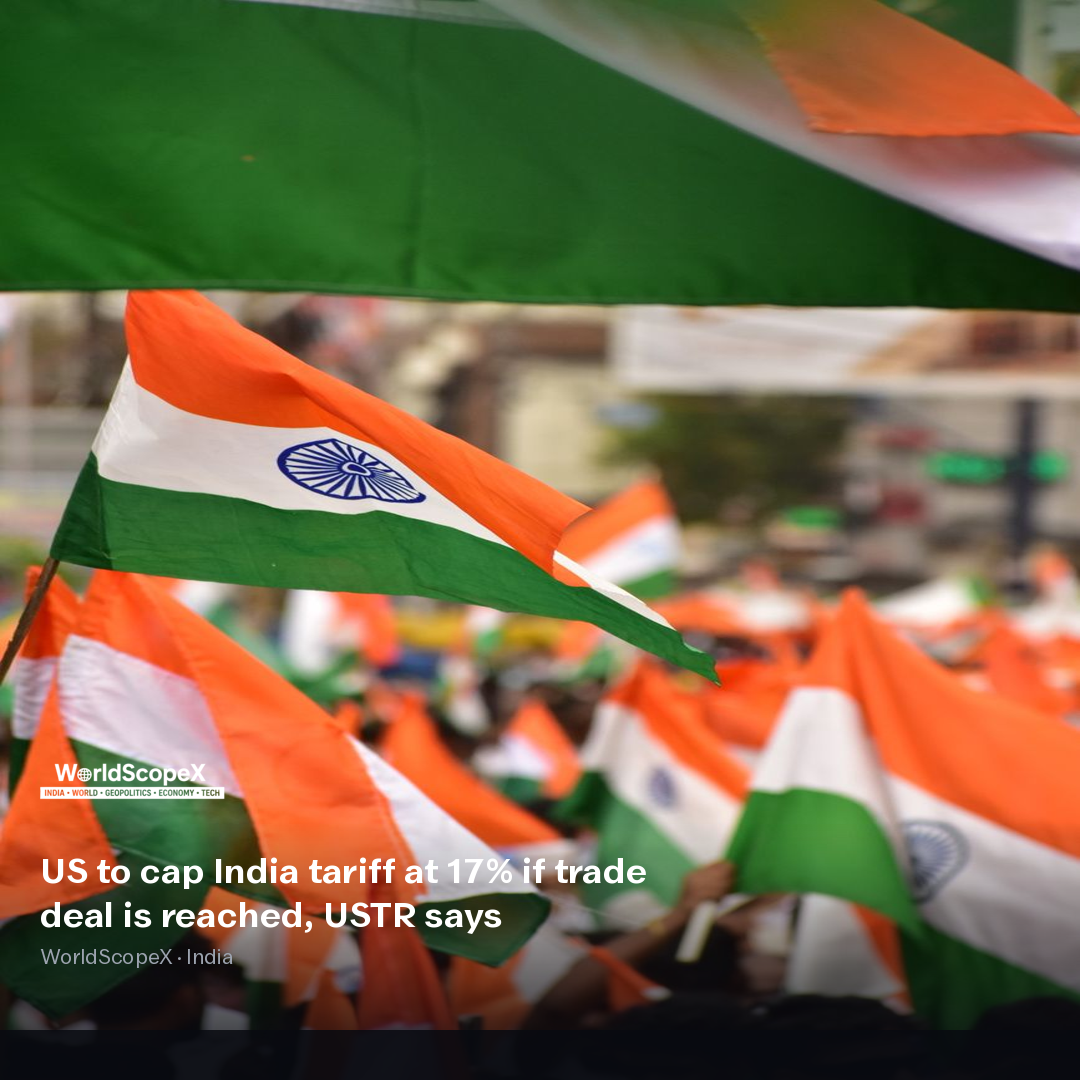 WorldScopeX
INDIA • WORLD • GEOPOLITICS • ECONOMY • TECH
US to cap India tariff at 17% if trade
deal is reached, USTR says
WorldScopeX · India